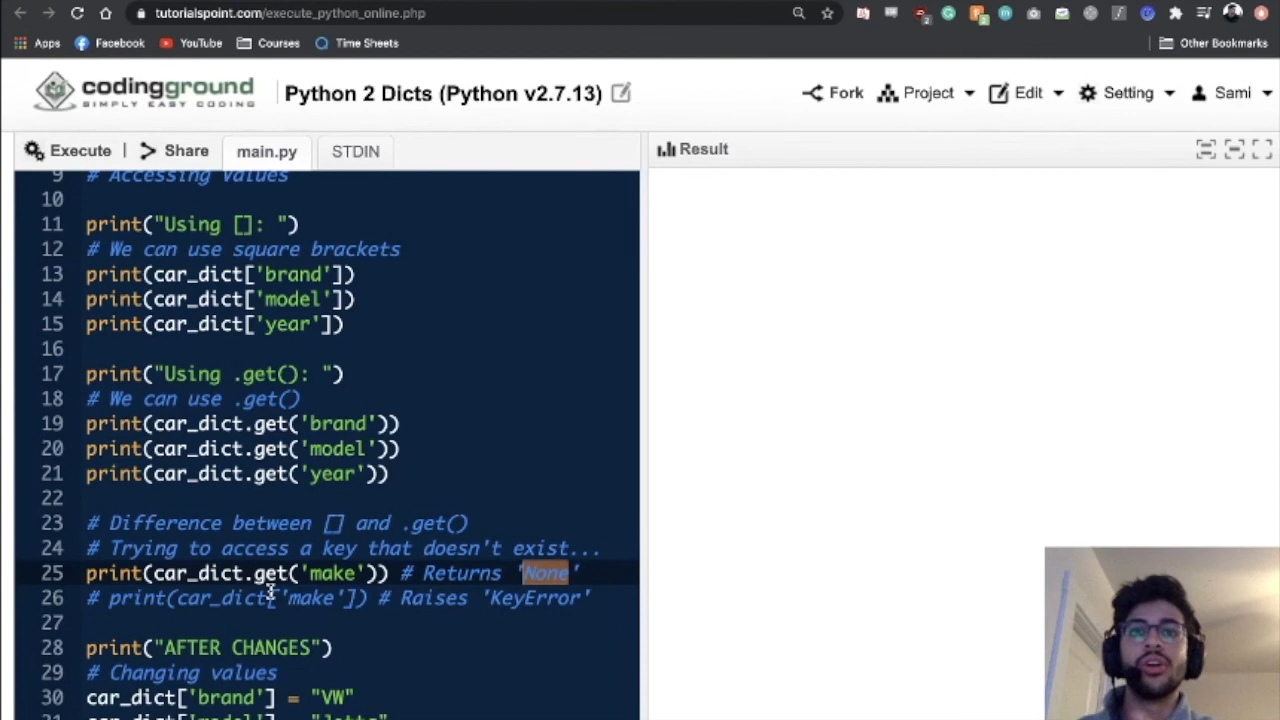 tutorialspoint.com/execute_python_online.php
Apps Facebook YouTube Courses Time Sheets Other Bookmarks
codingground
SIMPLY EASY CODING
Python 2 Dicts (Python v2.7.13)
Fork Project Edit Setting Sami
Execute | Share main.py STDIN
Result
9 # Accessing Values
10
11 print("Using []: ")
12 # We can use square brackets
13 print(car_dict['brand'])
14 print(car_dict['model'])
15 print(car_dict['year'])
16
17 print("Using .get(): ")
18 # We can use .get()
19 print(car_dict.get('brand'))
20 print(car_dict.get('model'))
21 print(car_dict.get('year'))
22
23 # Difference between [] and .get()
24 # Trying to access a key that doesn't exist...
25 print(car_dict.get('make')) # Returns 'None'
26 # print(car_dict['make']) # Raises 'KeyError'
27
28 print("AFTER CHANGES")
29 # Changing values
30 car_dict['brand'] = "VW"